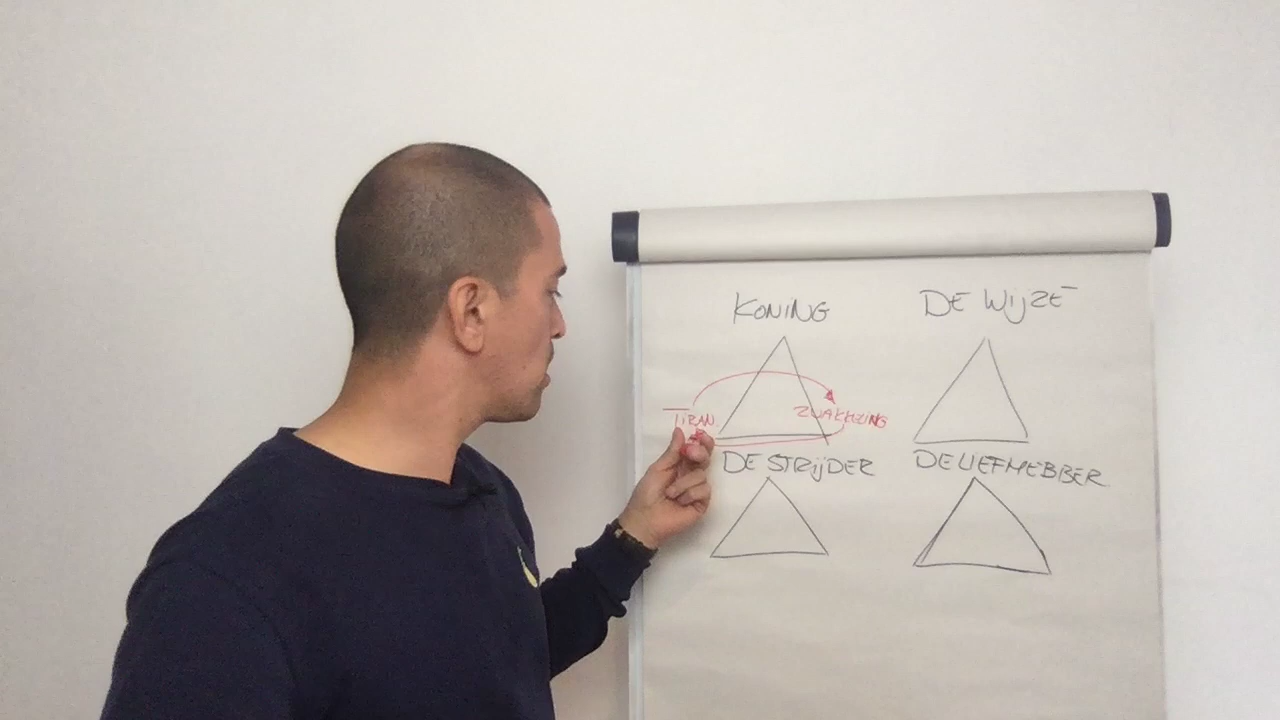 KONING
DE WIJZE
TIRAN
ZWAKKELING
DE STRIJDER
DE LIEFHEBBER